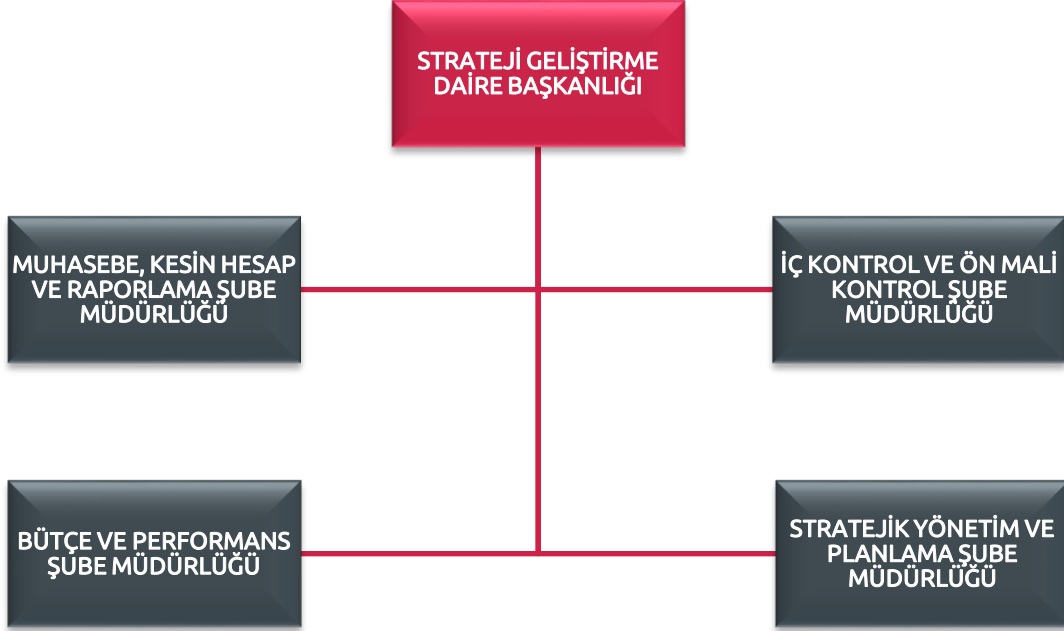 STRATEJİ GELİŞTİRME
DAİRE BAŞKANLIĞI
MUHASEBE, KESİN HESAP
VE RAPORLAMA ŞUBE
MÜDÜRLÜĞÜ
İÇ KONTROL VE ÖN MALİ
KONTROL ŞUBE
MÜDÜRLÜĞÜ
BÜTÇE VE PERFORMANS
ŞUBE MÜDÜRLÜĞÜ
STRATEJİK YÖNETİM VE
PLANLAMA ŞUBE
MÜDÜRLÜĞÜ